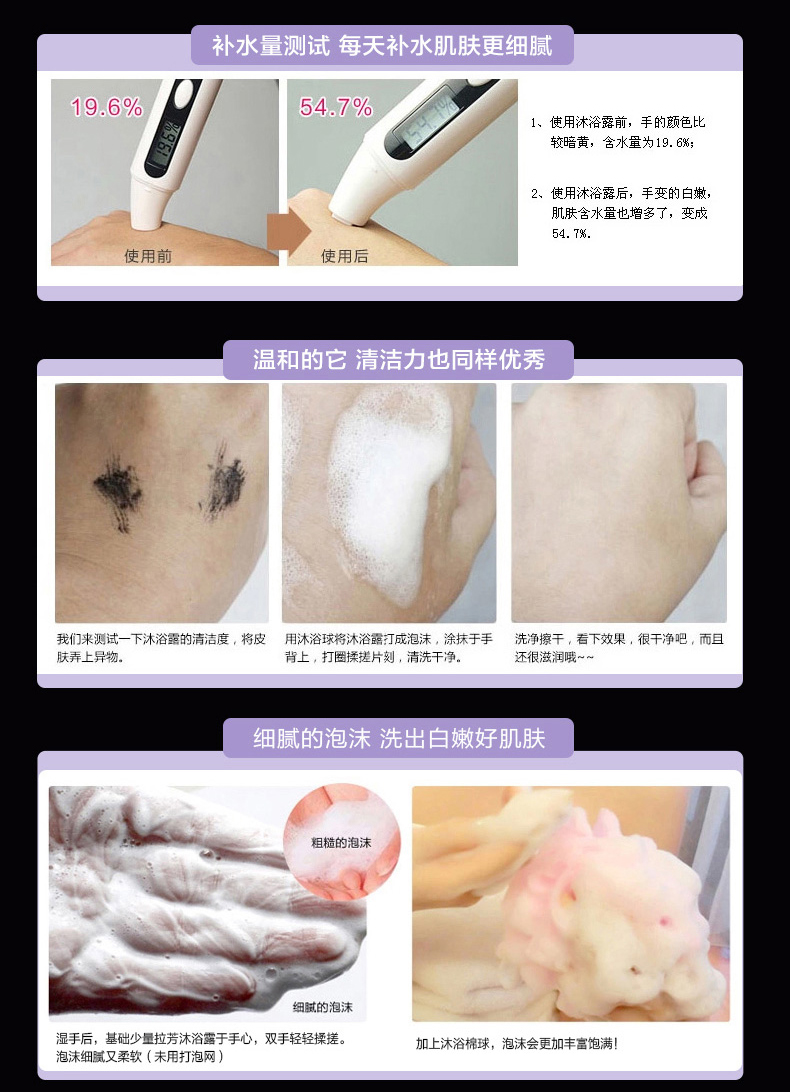 补水量测试 每天补水肌肤更细腻
19.6%
54.7%
19.6%
54.7%
使用前
使用后
1、使用沐浴露前，手的颜色比
较暗黄，含水量为19.6%；
2、使用沐浴露后，手变的白嫩，
肌肤含水量也增多了，变成
54.7%.
温和的它 清洁力也同样优秀
我们来测试一下沐浴露的清洁度，将皮
肤弄上异物。
用沐浴球将沐浴露打成泡沫，涂抹于手
背上，打圈揉搓片刻，清洗干净。
洗净擦干，看下效果，很干净吧，而且
还很滋润哦~~
细腻的泡沫 洗出白嫩好肌肤
粗糙的泡沫
细腻的泡沫
湿手后，基础少量拉芳沐浴露于手心，双手轻轻揉搓。
泡沫细腻又柔软（未用打泡网）
加上沐浴棉球，泡沫会更加丰富饱满！